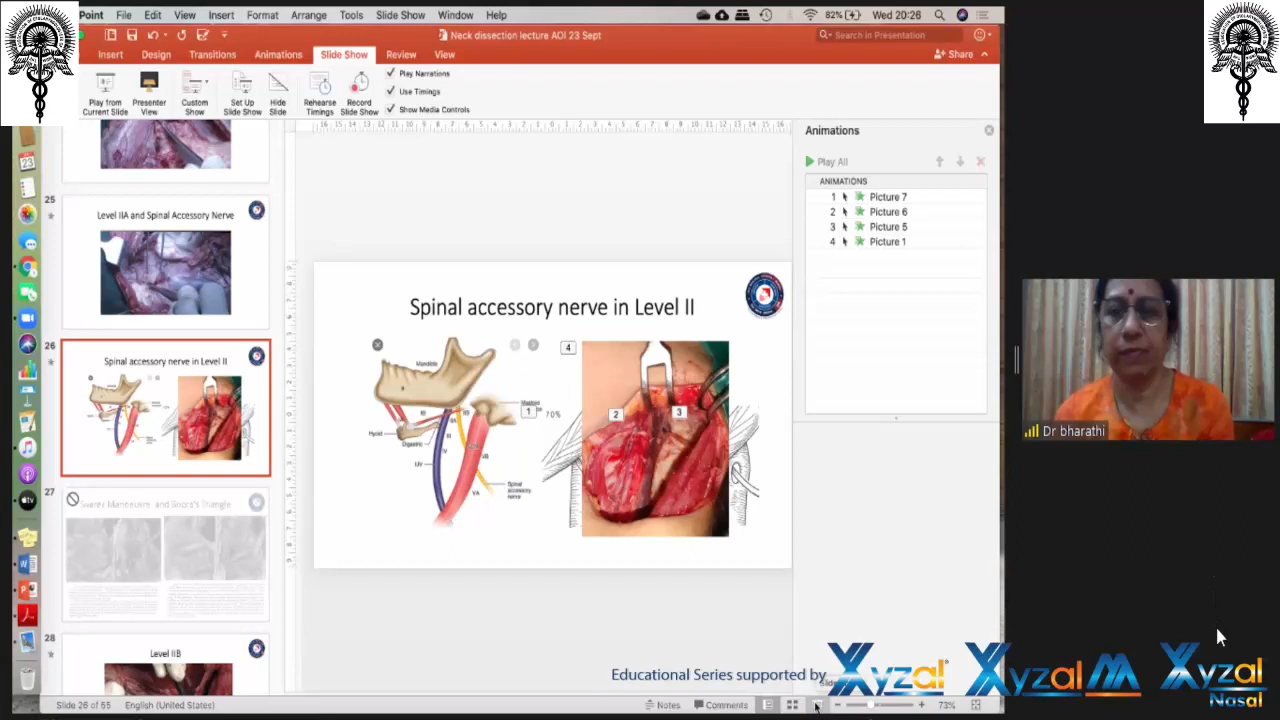 Point File Edit View Insert Format Arrange Tools Slide Show Window Help
82% Wed 20:26
Neck dissection lecture AOI 23 Sept
Search in Presentation
Insert Design Transitions Animations Slide Show Review View
Share
Play from Current Slide
Presenter View
Custom Show
Set Up Slide Show
Hide Slide
Rehearse Timings
Record Slide Show
Play Narrations
Use Timings
Show Media Controls
25
Level IIA and Spinal Accessory Nerve
26
Spinal accessory nerve in Level II
27
28
Level IIB
Spinal accessory nerve in Level II
Mandible
Hyoid
Digastric
Spinal
accessory
nerve
VA
1
70%
2
3
4
Animations
Play All
ANIMATIONS
1 Picture 7
2 Picture 6
3 Picture 5
4 Picture 1
Dr bharathi
Educational Series supported by
Xyzal
Xyzal M
Xyzal
Nasal
Slide 26 of 65 English (United States)
Notes Comments 73%